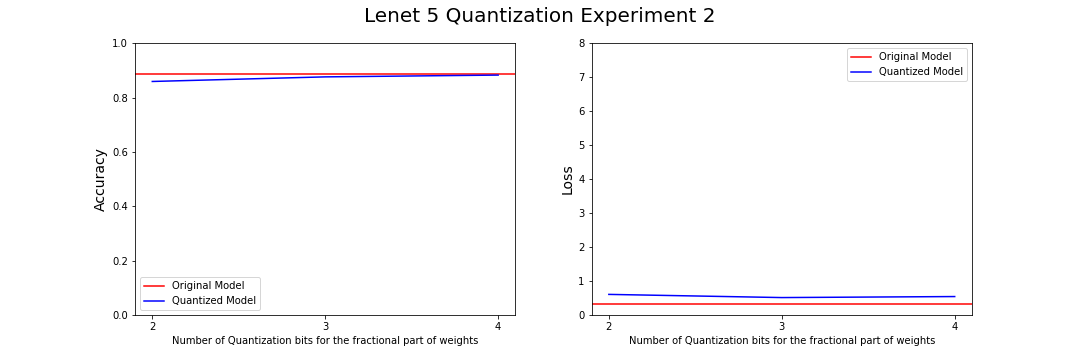 Lenet 5 Quantization Experiment 2
Accuracy
1.0
0.8
0.6
0.4
0.2
0.0
Original Model
Quantized Model
2
3
4
Number of Quantization bits for the fractional part of weights
Loss
8
7
6
5
4
3
2
1
0
Original Model
Quantized Model
2
3
4
Number of Quantization bits for the fractional part of weights